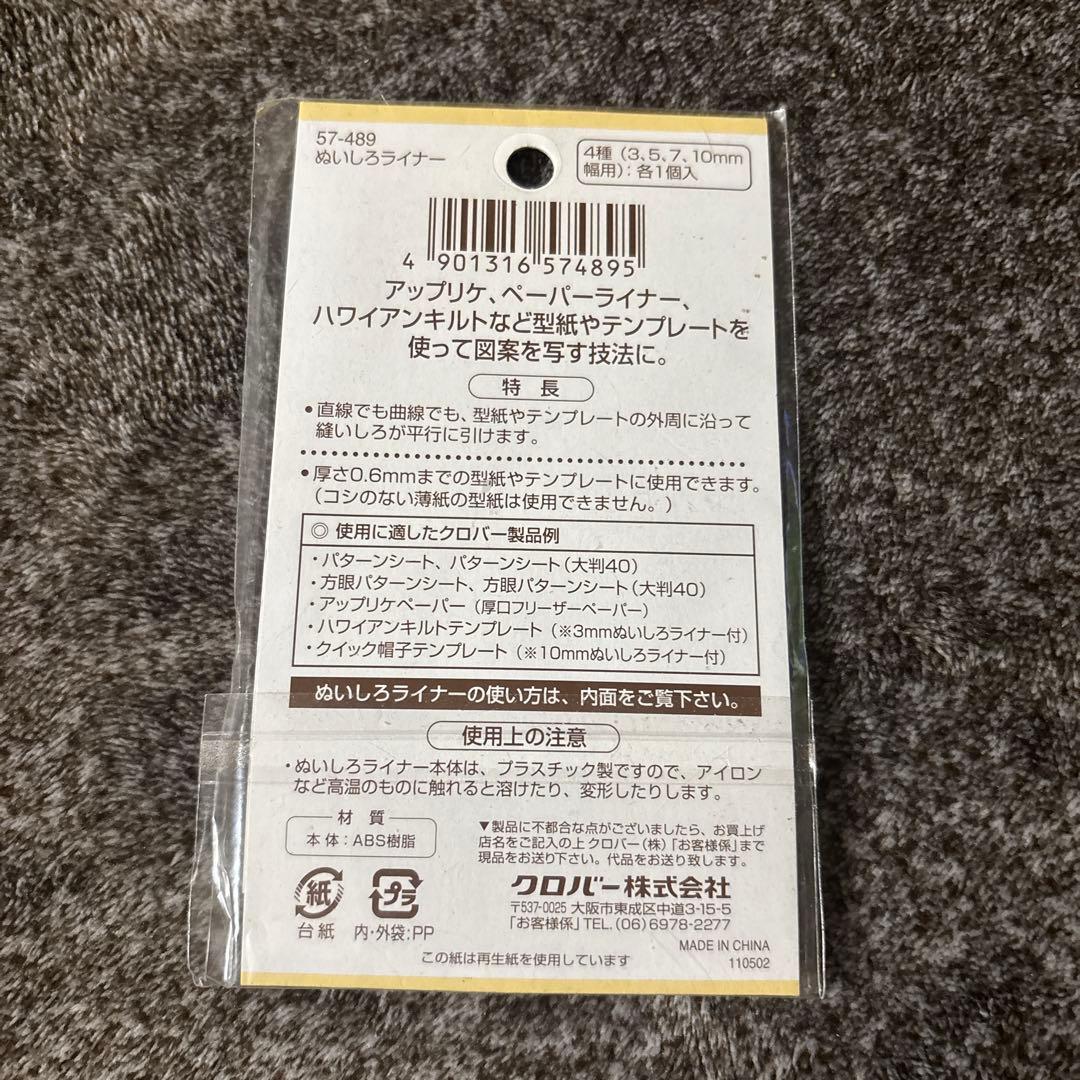 57-489
ぬいしろライナー
4種(3、5、7、10mm
幅用):各1個入
4 901316 574895
アップリケ、ペーパーライナー、
ハワイアンキルトなど型紙やテンプレートを
使って図案を写す技法に。
特長
●直線でも曲線でも、型紙やテンプレートの外周に沿って
縫いしろが平行に引けます。
●厚さ0.6mmまでの型紙やテンプレートに使用できます。
(コシのない薄紙の型紙は使用できません。)
◎ 使用に適したクロバー製品例
・パターンシート、パターンシート(大判40)
・方眼パターンシート、方眼パターンシート(大判40)
・アップリケペーパー(厚口フリーザーペーパー)
・ハワイアンキルトテンプレート(※3mmぬいしろライナー付)
・クイック帽子テンプレート(※10mmぬいしろライナー付)
ぬいしろライナーの使い方は、内面をご覧下さい。
使用上の注意
・ぬいしろライナー本体は、プラスチック製ですので、アイロン
など高温のものに触れると溶けたり、変形したりします。
材質
本体:ABS樹脂
▼製品に不都合な点がございましたら、お買上げ
店名をご記入の上クロバー(株)「お客様係」まで
現品をお送り下さい。代品をお送り致します。
紙
台紙
プラ
内・外袋:PP
クロバー株式会社
〒537-0025 大阪市東成区中道3-15-5
「お客様係」TEL.(06)6978-2277
MADE IN CHINA
110502
この紙は再生紙を使用しています